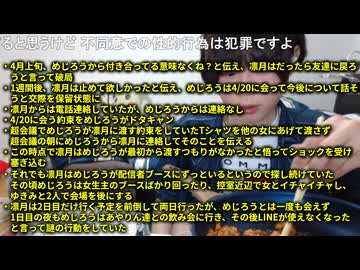 ると思うけど 不同意での性的行為は犯罪ですよ
・4月上旬、めじろうから付き合ってる意味なくね？と伝え、凛月はだったら友達に戻ろ
うと言って破局
・1週間後、凛月は止めて欲しかったと伝え、めじろうは4/20に会って今後について話そ
うと交際を保留状態に
・凛月からは電話連絡していたが、めじろうからは連絡なし
・4/20に会う約束をめじろうがドタキャン
・超会議でめじろうが凛月に渡す約束をしていたTシャツを他の女にあげて渡さず
超会議の朝にめじろうから凛月に連絡してそのことを伝える
・この時点で凛月はめじろうが最初から渡すつもりがなかったと悟ってショックを受け
塞ぎ込む
・それでも凛月はめじろうが配信者ブースにずっといるというので探し続けていた
その頃めじろうは女生主のブースばかり回ったり、控室近辺で女とイチャイチャし、
ゆきみと2人で会場を後にする
・凛月は2日目だけ行く予定を前倒しして両日行ったが、めじろうとは一度も会えず
1日目の夜もめじろうはあやりん達との飲み会に行き、その後LINEが使えなくなった
と言って謎の行動をしていた